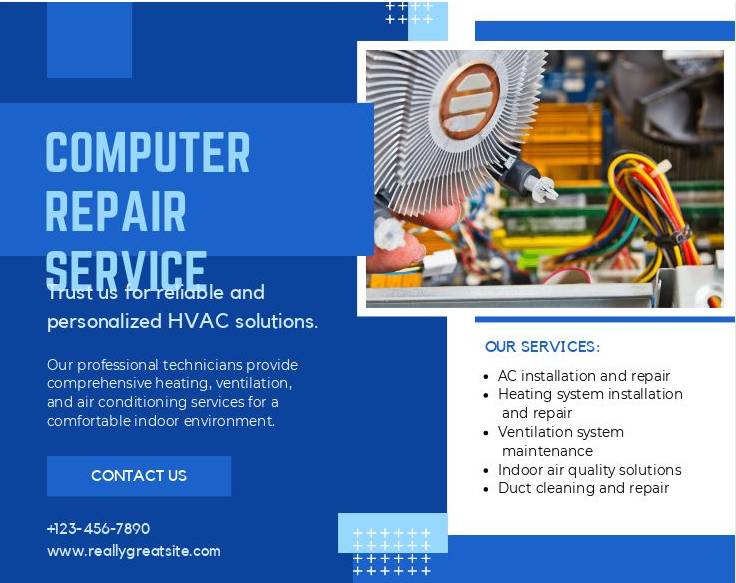 COMPUTER
REPAIR
SERVICE
Trust us for reliable and
personalized HVAC solutions.
Our professional technicians provide
comprehensive heating, ventilation,
and air conditioning services for a
comfortable indoor environment.
CONTACT US
+123-456-7890
www.reallygreatsite.com
OUR SERVICES:
• AC installation and repair
• Heating system installation
and repair
• Ventilation system
maintenance
• Indoor air quality solutions
• Duct cleaning and repair